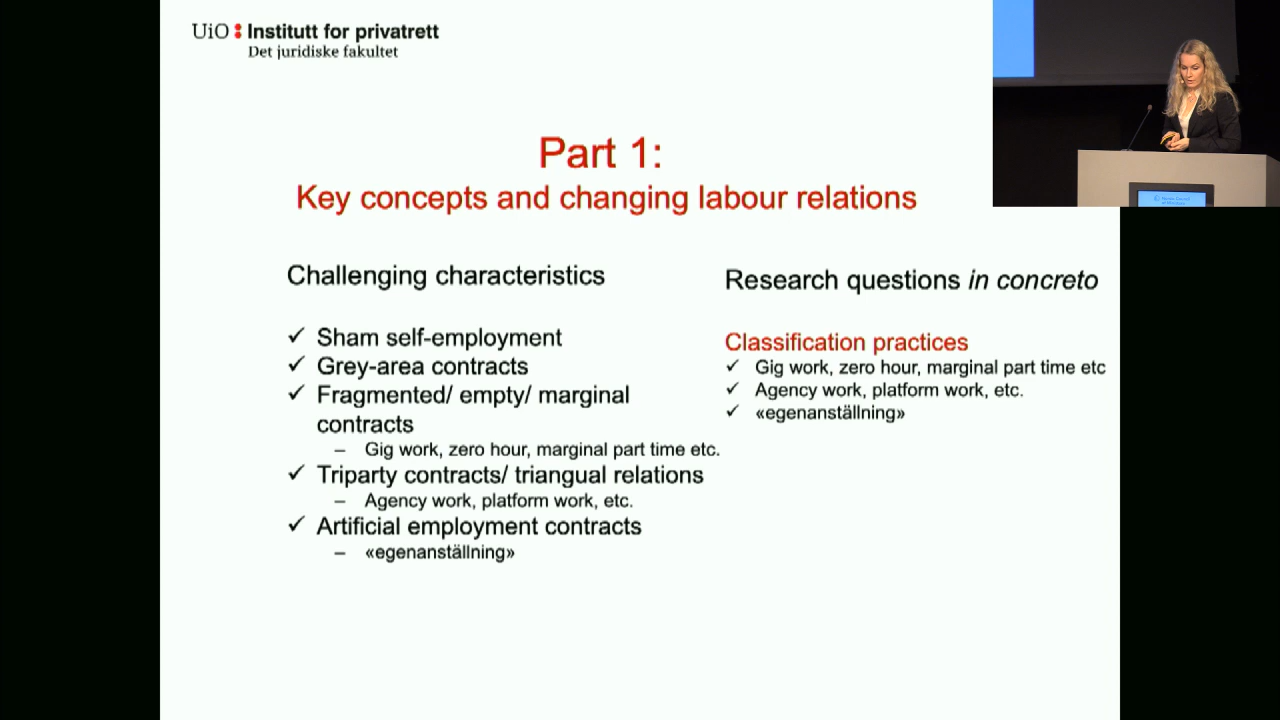 UiO : Institutt for privatrett
Det juridiske fakultet
Part 1:
Key concepts and changing labour relations
Challenging characteristics
✓ Sham self-employment
✓ Grey-area contracts
✓ Fragmented/ empty/ marginal
contracts
– Gig work, zero hour, marginal part time etc.
✓ Triparty contracts/ triangual relations
– Agency work, platform work, etc.
✓ Artificial employment contracts
– «egenanställning»
Research questions in concreto
Classification practices
✓ Gig work, zero hour, marginal part time etc
✓ Agency work, platform work, etc.
✓ «egenanställning»